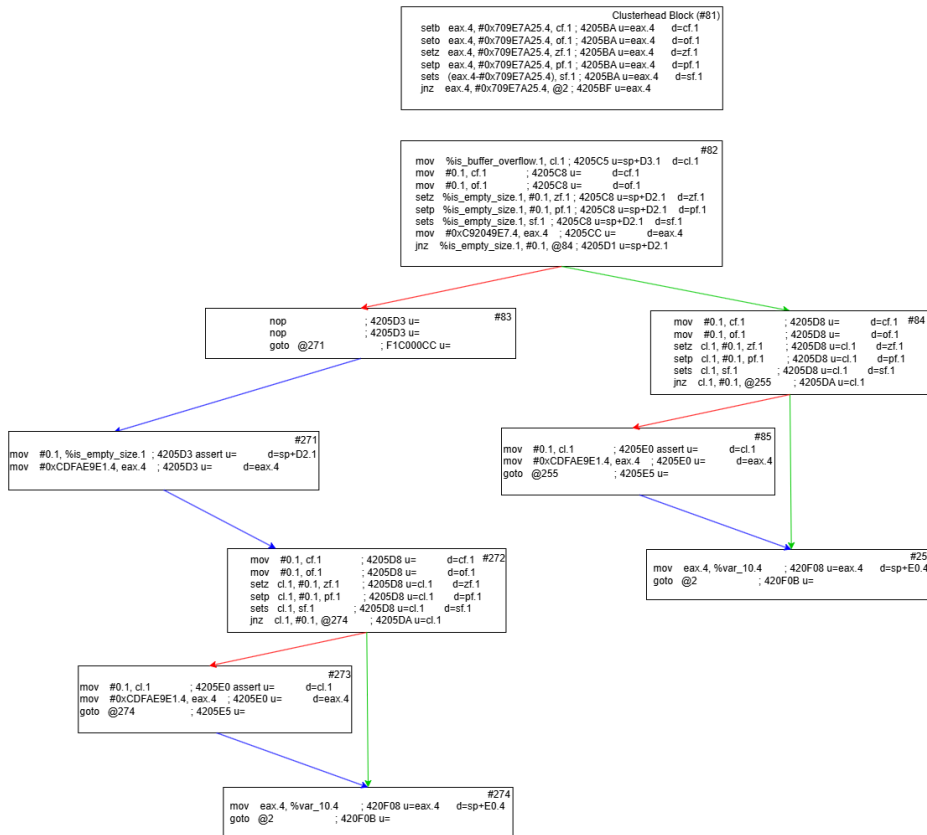 Clusterhead Block (#81)
setb eax.4, #0x709E7A25.4, cf.1 ; 4205BA u=eax.4 d=cf.1
seto eax.4, #0x709E7A25.4, of.1 ; 4205BA u=eax.4 d=of.1
setz eax.4, #0x709E7A25.4, zf.1 ; 4205BA u=eax.4 d=zf.1
setp eax.4, #0x709E7A25.4, pf.1 ; 4205BA u=eax.4 d=pf.1
sets (eax.4-#0x709E7A25.4), sf.1 ; 4205BA u=eax.4 d=sf.1
jnz eax.4, #0x709E7A25.4, @2 ; 4205BF u=eax.4
#82
mov %is_buffer_overflow.1, cl.1 ; 4205C5 u=sp+D3.1 d=cl.1
mov #0.1, cf.1 ; 4205C8 u= d=cf.1
mov #0.1, of.1 ; 4205C8 u= d=of.1
setz %is_empty_size.1, #0.1, zf.1 ; 4205C8 u=sp+D2.1 d=zf.1
setp %is_empty_size.1, #0.1, pf.1 ; 4205C8 u=sp+D2.1 d=pf.1
sets %is_empty_size.1, sf.1 ; 4205C8 u=sp+D2.1 d=sf.1
mov #0xC92049E7.4, eax.4 ; 4205CC u= d=eax.4
jnz %is_empty_size.1, #0.1, @84 ; 4205D1 u=sp+D2.1
#83
nop ; 4205D3 u=
nop ; 4205D3 u=
goto @271 ; F1C000CC u=
#84
mov #0.1, cf.1 ; 4205D8 u= d=cf.1
mov #0.1, of.1 ; 4205D8 u= d=of.1
setz cl.1, #0.1, zf.1 ; 4205D8 u=cl.1 d=zf.1
setp cl.1, #0.1, pf.1 ; 4205D8 u=cl.1 d=pf.1
sets cl.1, sf.1 ; 4205D8 u=cl.1 d=sf.1
jnz cl.1, #0.1, @255 ; 4205DA u=cl.1
#271
mov #0.1, %is_empty_size.1 ; 4205D3 assert u= d=sp+D2.1
mov #0xCDFAE9E1.4, eax.4 ; 4205D3 u= d=eax.4
#85
mov #0.1, cl.1 ; 4205E0 assert u= d=cl.1
mov #0xCDFAE9E1.4, eax.4 ; 4205E0 u= d=eax.4
goto @255 ; 4205E5 u=
#272
mov #0.1, cf.1 ; 4205D8 u= d=cf.1
mov #0.1, of.1 ; 4205D8 u= d=of.1
setz cl.1, #0.1, zf.1 ; 4205D8 u=cl.1 d=zf.1
setp cl.1, #0.1, pf.1 ; 4205D8 u=cl.1 d=pf.1
sets cl.1, sf.1 ; 4205D8 u=cl.1 d=sf.1
jnz cl.1, #0.1, @274 ; 4205DA u=cl.1
#25
mov eax.4, %var_10.4 ; 420F08 u=eax.4 d=sp+E0.4
goto @2 ; 420F0B u=
#273
mov #0.1, cl.1 ; 4205E0 assert u= d=cl.1
mov #0xCDFAE9E1.4, eax.4 ; 4205E0 u= d=eax.4
goto @274 ; 4205E5 u=
#274
mov eax.4, %var_10.4 ; 420F08 u=eax.4 d=sp+E0.4
goto @2 ; 420F0B u=